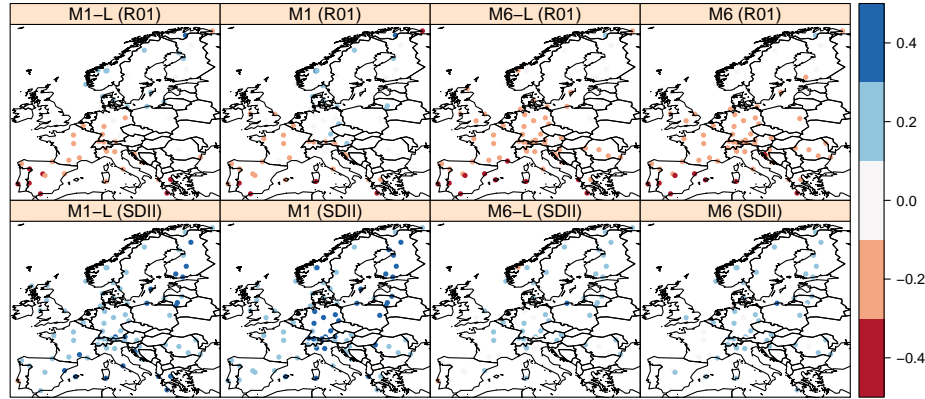 M1−L (R01) M1 (R01) M6−L (R01) M6 (R01)
M1−L (SDII) M1 (SDII) M6−L (SDII) M6 (SDII)
0.4
0.2
0.0
−0.2
−0.4